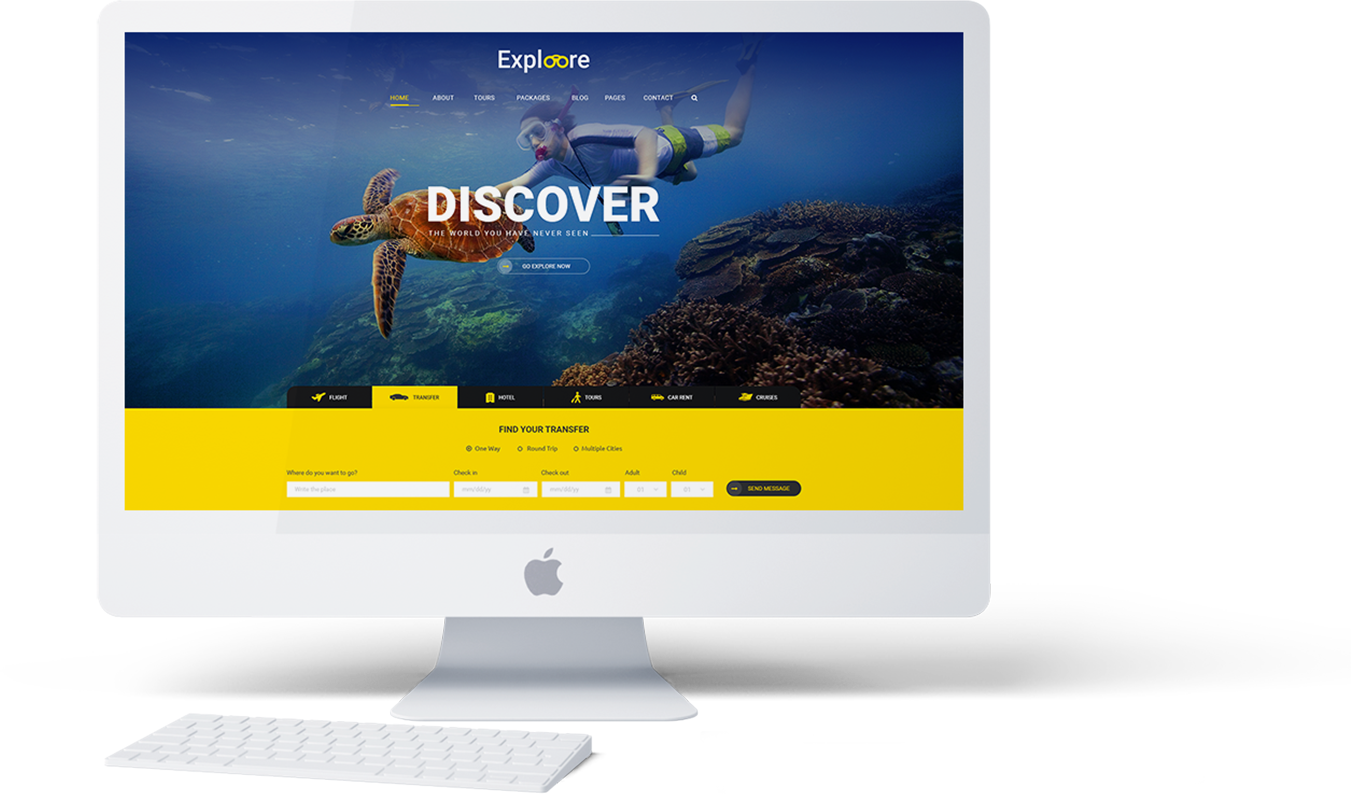 Exploore
HOME ABOUT TOURS PACKAGES BLOG PAGES CONTACT
DISCOVER
THE WORLD YOU HAVE NEVER SEEN
GO EXPLORE NOW
FLIGHT TRANSFER HOTEL TOURS CAR RENT CRUISES
FIND YOUR TRANSFER
One Way Round Trip Multiple Cities
Where do you want to go? Check in Check out Adult Child
Write the place mm/dd/yy mm/dd/yy 01 01 SEND MESSAGE